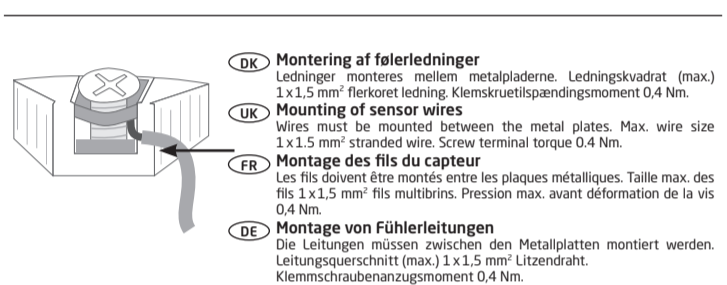 DK Montering af følerledninger
Ledninger monteres mellem metalpladerne. Ledningskvadrat (max.)
1x1,5 mm² flerkoret ledning. Klemskruetilspændingsmoment 0,4 Nm.
UK Mounting of sensor wires
Wires must be mounted between the metal plates. Max. wire size
1x1.5 mm² stranded wire. Screw terminal torque 0.4 Nm.
FR Montage des fils du capteur
Les fils doivent être montés entre les plaques métalliques. Taille max. des
fils 1x1,5 mm² fils multibrins. Pression max. avant déformation de la vis
0,4 Nm.
DE Montage von Fühlerleitungen
Die Leitungen müssen zwischen den Metallplatten montiert werden.
Leitungsquerschnitt (max.) 1x1,5 mm² Litzendraht.
Klemmschraubenanzugsmoment 0,4 Nm.